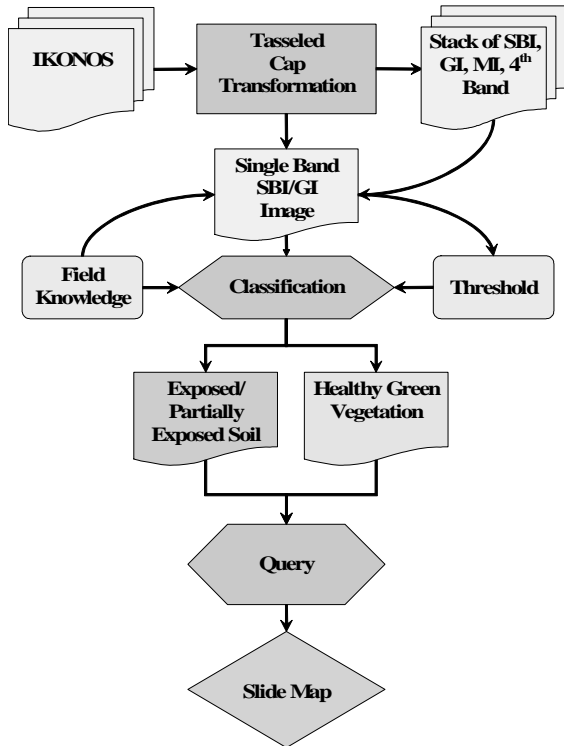 IKONOS
Tasseled
Cap
Transformation
Stack of SBI,
GI, MI, 4th
Band
Single Band
SBI/GI
Image
Field
Knowledge
Classification
Threshold
Exposed/
Partially
Exposed Soil
Healthy Green
Vegetation
Query
Slide Map